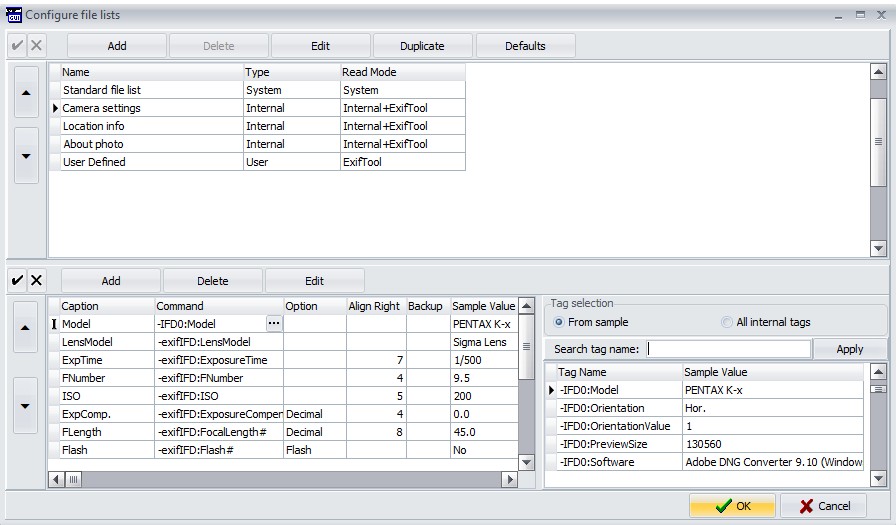 Configure file lists
Add Delete Edit Duplicate Defaults
Name Type Read Mode
Standard file list System System
Camera settings Internal Internal+ExifTool
Location info Internal Internal+ExifTool
About photo Internal Internal+ExifTool
User Defined User ExifTool
Add Delete Edit
Caption Command Option Align Right Backup Sample Value
Model -IFD0:Model ... PENTAX K-x
LensModel -exifIFD:LensModel Sigma Lens
ExpTime -exifIFD:ExposureTime 7 1/500
FNumber -exifIFD:FNumber 4 9.5
ISO -exifIFD:ISO 5 200
ExpComp. -exifIFD:ExposureCompen Decimal 4 0.0
FLength -exifIFD:FocalLength# Decimal 8 45.0
Flash -exifIFD:Flash# Flash No
Tag selection
From sample All internal tags
Search tag name: Apply
Tag Name Sample Value
-IFD0:Model PENTAX K-x
-IFD0:Orientation Hor.
-IFD0:OrientationValue 1
-IFD0:PreviewSize 130560
-IFD0:Software Adobe DNG Converter 9.10 (Window
OK Cancel